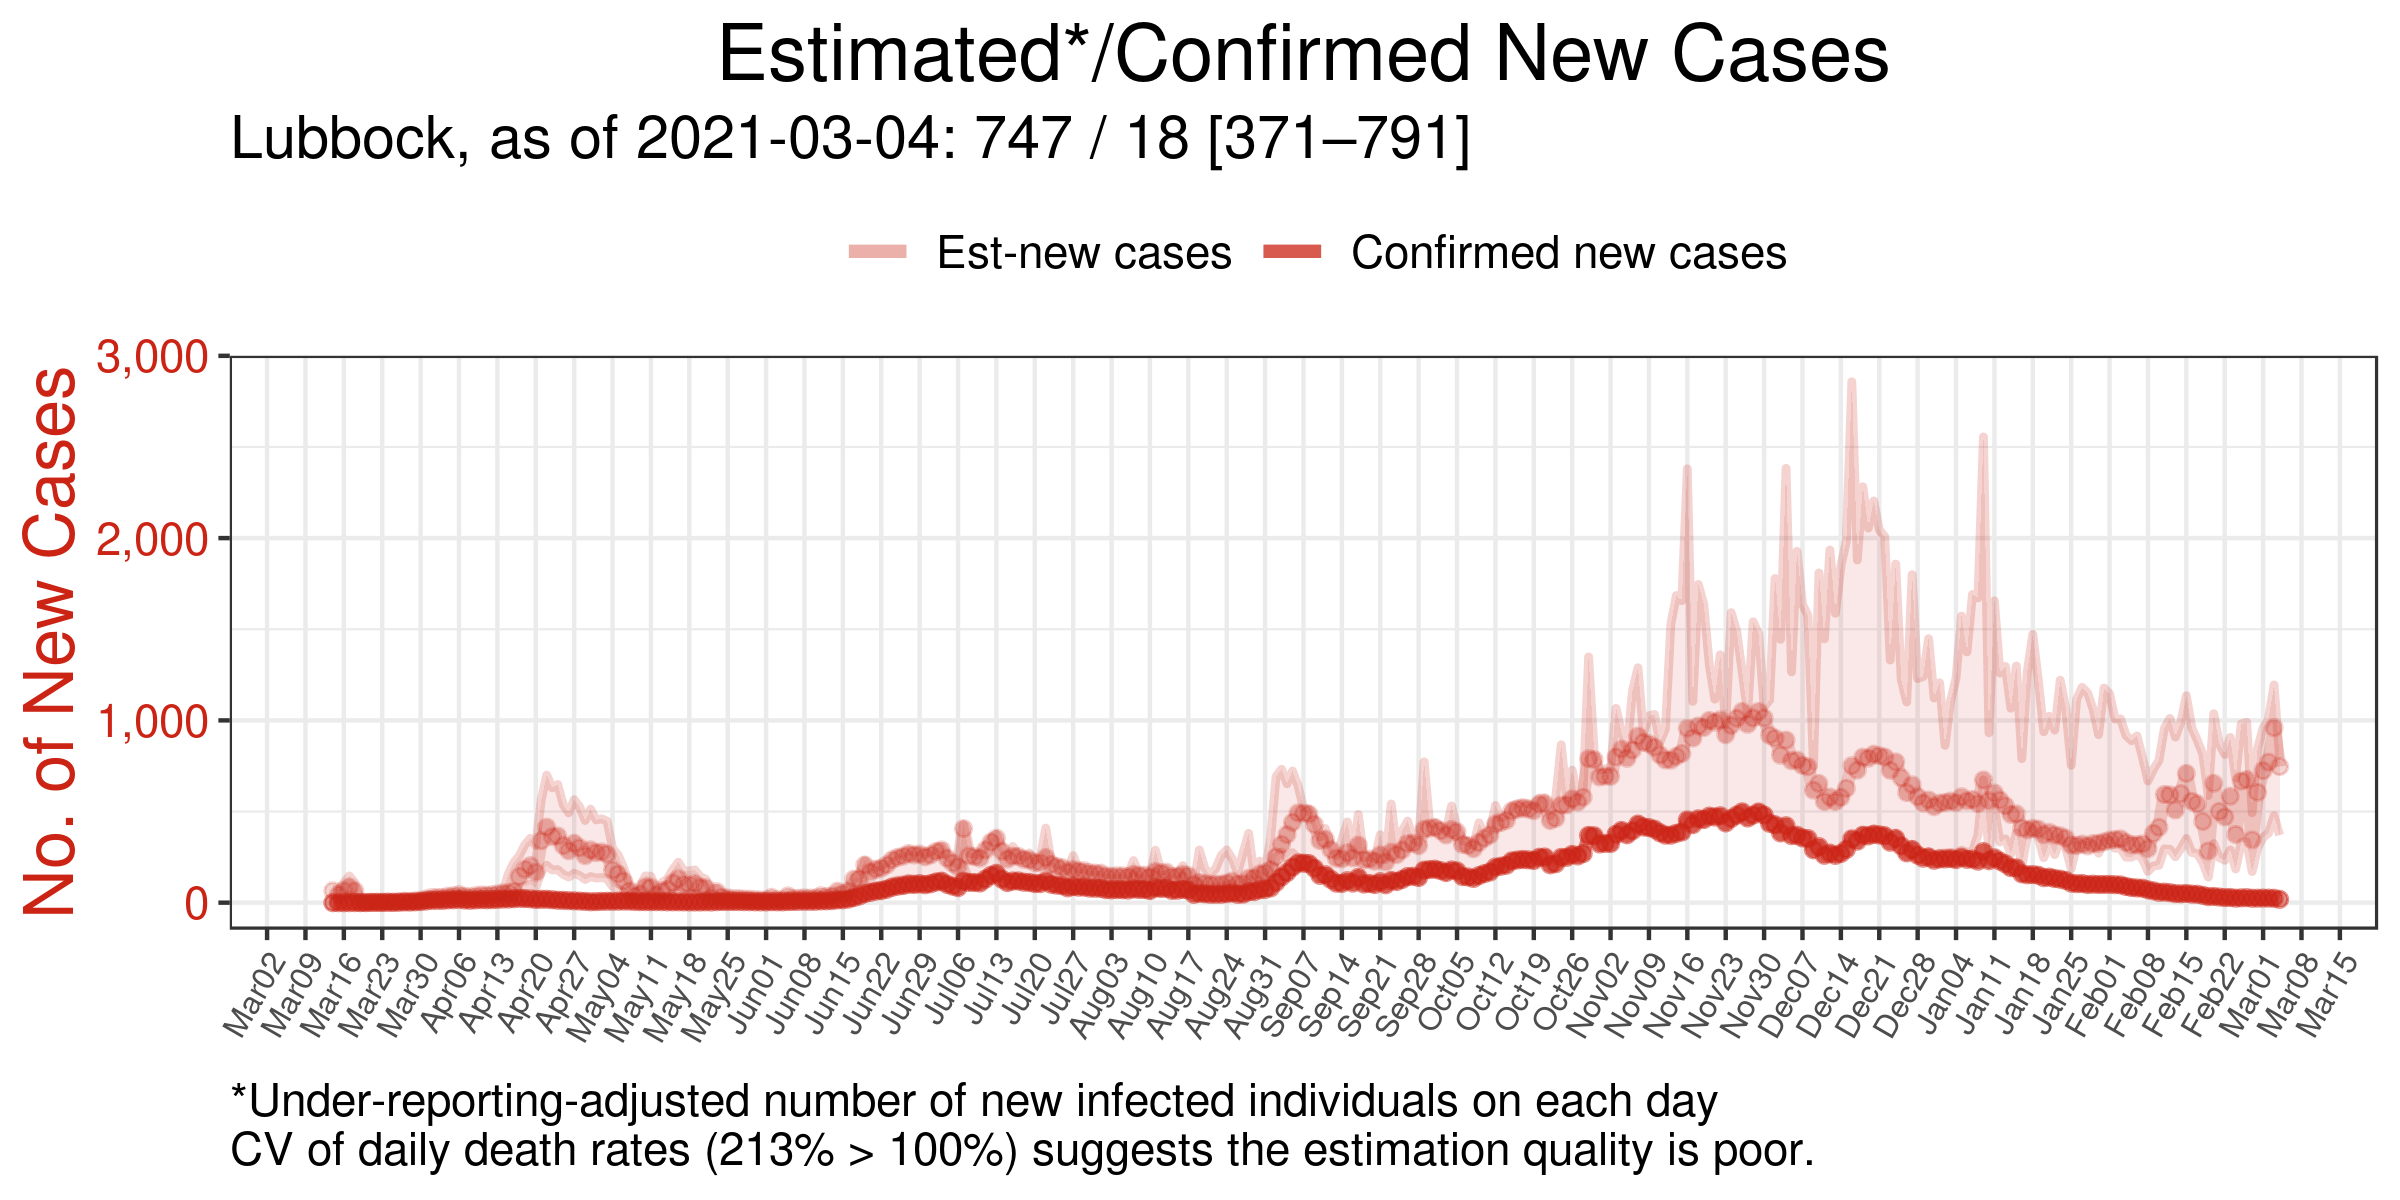 Estimated*/Confirmed New Cases
Lubbock, as of 2021-03-04: 747 / 18 [371–791]
Est-new cases Confirmed new cases
No. of New Cases
3,000
2,000
1,000
0
Mar02 Mar09 Mar16 Mar23 Mar30 Apr06 Apr13 Apr20 Apr27 May04 May11 May18 May25 Jun01 Jun08 Jun15 Jun22 Jun29 Jul06 Jul13 Jul20 Jul27 Aug03 Aug10 Aug17 Aug24 Aug31 Sep07 Sep14 Sep21 Sep28 Oct05 Oct12 Oct19 Oct26 Nov02 Nov09 Nov16 Nov23 Nov30 Dec07 Dec14 Dec21 Dec28 Jan04 Jan11 Jan18 Jan25 Feb01 Feb08 Feb15 Feb22 Mar01 Mar08 Mar15
*Under-reporting-adjusted number of new infected individuals on each day
CV of daily death rates (213% > 100%) suggests the estimation quality is poor.